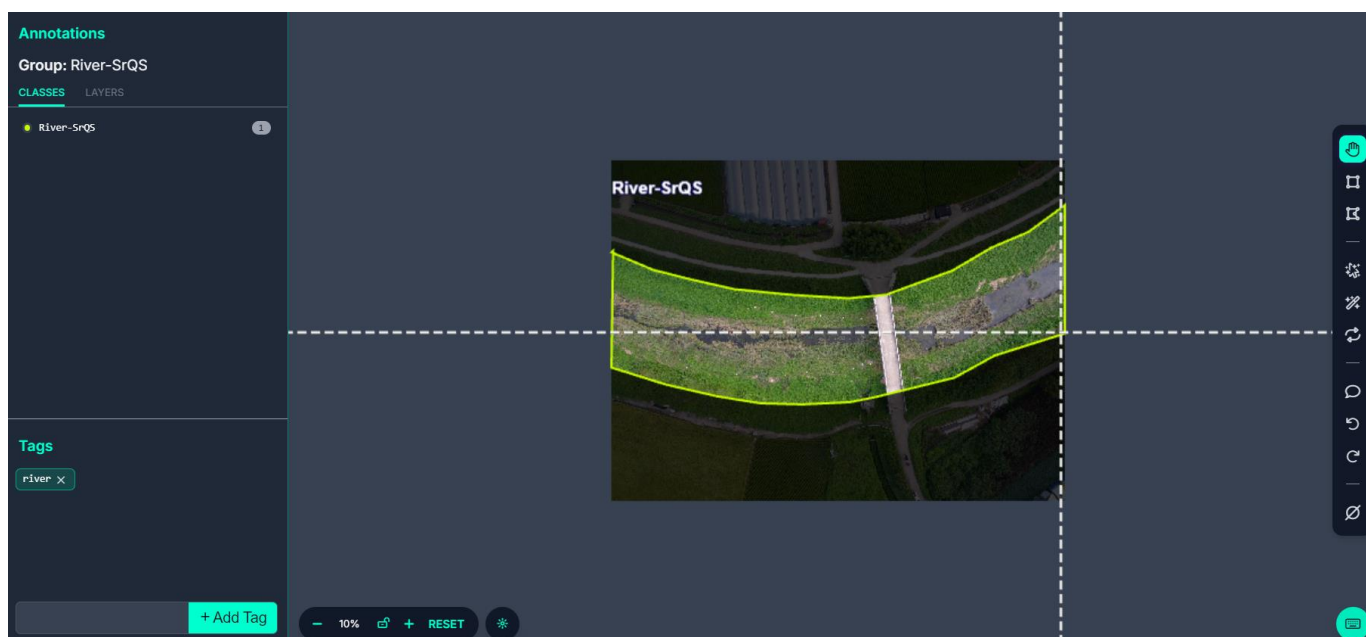 Annotations
Group: River-SrQS
CLASSES LAYERS
River-SrQS 1
River-SrQS
Tags
river ×
+ Add Tag
− 10% + RESET